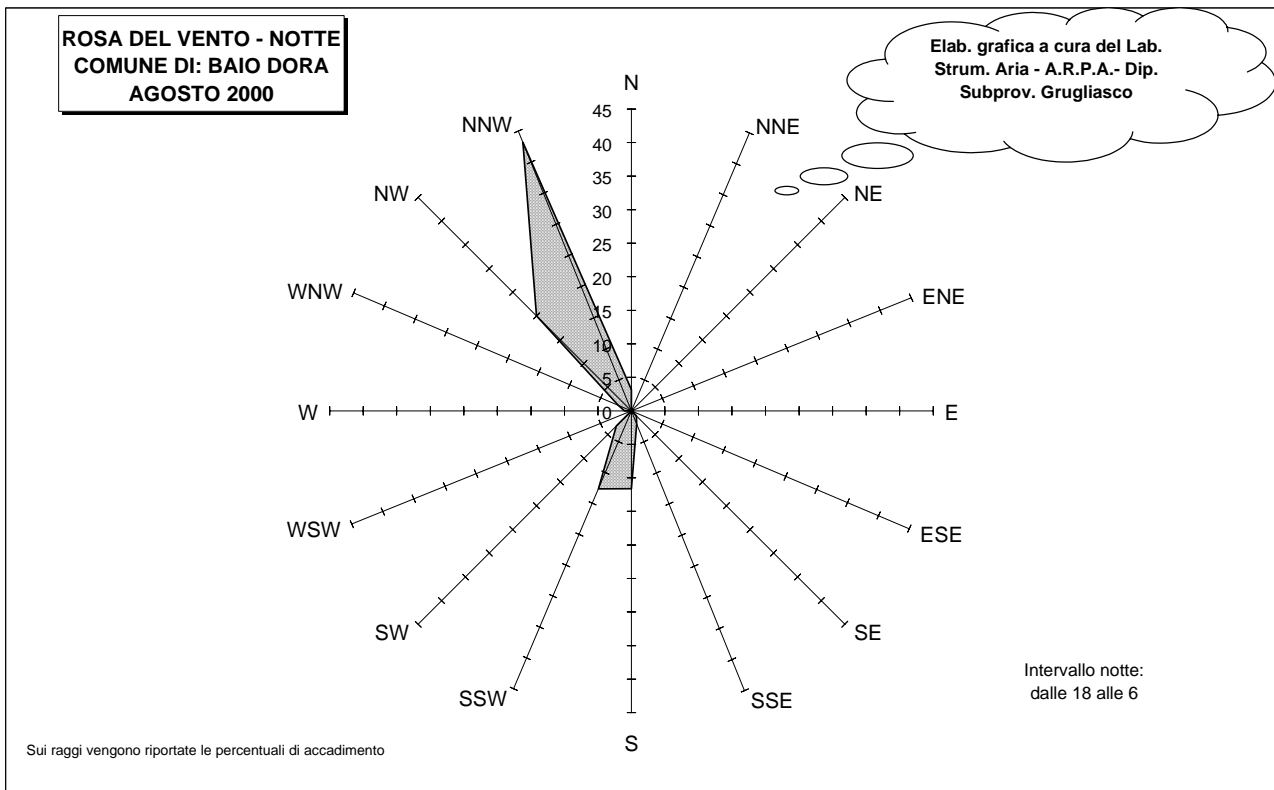 ROSA DEL VENTO - NOTTE
COMUNE DI: BAIO DORA
AGOSTO 2000
Elab. grafica a cura del Lab.
Strum. Aria - A.R.P.A.- Dip.
Subprov. Grugliasco
N
NNE
NE
ENE
E
ESE
SE
SSE
S
SSW
SW
WSW
W
WNW
NW
NNW
45
40
35
30
25
20
15
10
5
0
Intervallo notte:
dalle 18 alle 6
Sui raggi vengono riportate le percentuali di accadimento